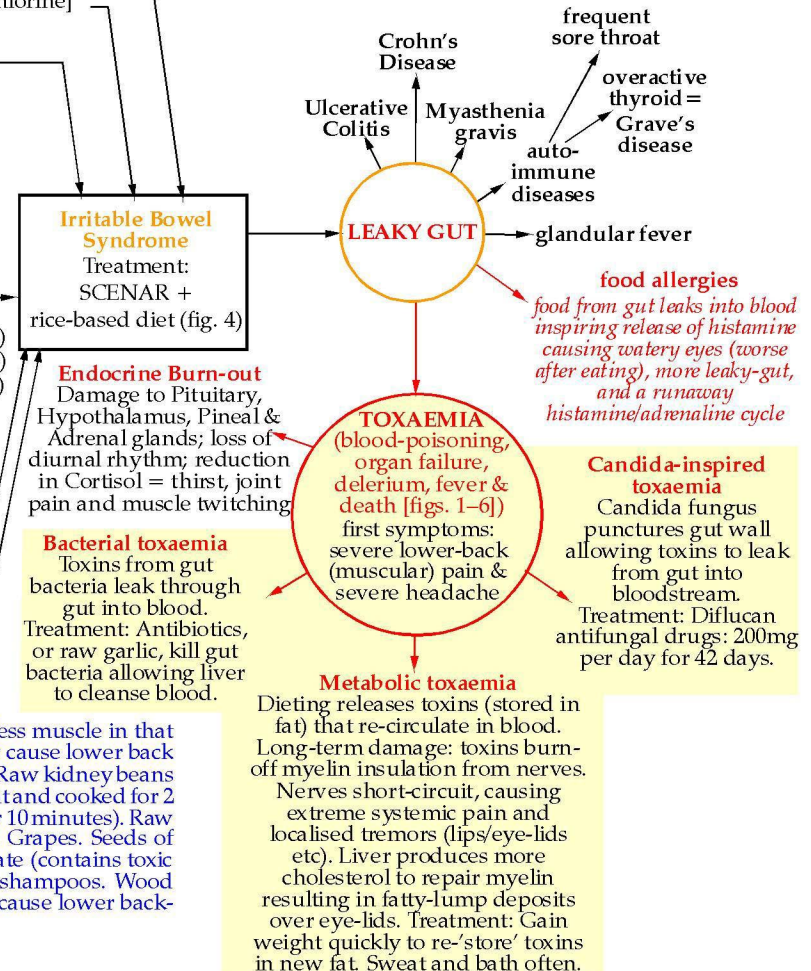 frequent
sore throat
Crohn's
Disease
overactive
thyroid =
Grave's
disease
Ulcerative
Colitis
Myasthenia
gravis
auto-
immune
diseases
Irritable Bowel
Syndrome
Treatment:
SCENAR +
rice-based diet (fig. 4)
LEAKY GUT
glandular fever
food allergies
food from gut leaks into blood
inspiring release of histamine
causing watery eyes (worse
after eating), more leaky-gut,
and a runaway
histamine/adrenaline cycle
Endocrine Burn-out
Damage to Pituitary,
Hypothalamus, Pineal &
Adrenal glands; loss of
diurnal rhythm; reduction
in Cortisol = thirst, joint
pain and muscle twitching
TOXAEMIA
(blood-poisoning,
organ failure,
delerium, fever &
death [figs. 1–6])
first symptoms:
severe lower-back
(muscular) pain &
severe headache
Candida-inspired
toxaemia
Candida fungus
punctures gut wall
allowing toxins to leak
from gut into
bloodstream.
Treatment: Diflucan
antifungal drugs: 200mg
per day for 42 days.
Bacterial toxaemia
Toxins from gut
bacteria leak through
gut into blood.
Treatment: Antibiotics,
or raw garlic, kill gut
bacteria allowing liver
to cleanse blood.
Metabolic toxaemia
Dieting releases toxins (stored in
fat) that re-circulate in blood.
Long-term damage: toxins burn-
off myelin insulation from nerves.
Nerves short-circuit, causing
extreme systemic pain and
localised tremors (lips/eye-lids
etc). Liver produces more
cholesterol to repair myelin
resulting in fatty-lump deposits
over eye-lids. Treatment: Gain
weight quickly to re-'store' toxins
in new fat. Sweat and bath often.
ess muscle in that
cause lower back
Raw kidney beans
t and cooked for 2
10 minutes). Raw
Grapes. Seeds of
ate (contains toxic
shampoos. Wood
cause lower back-